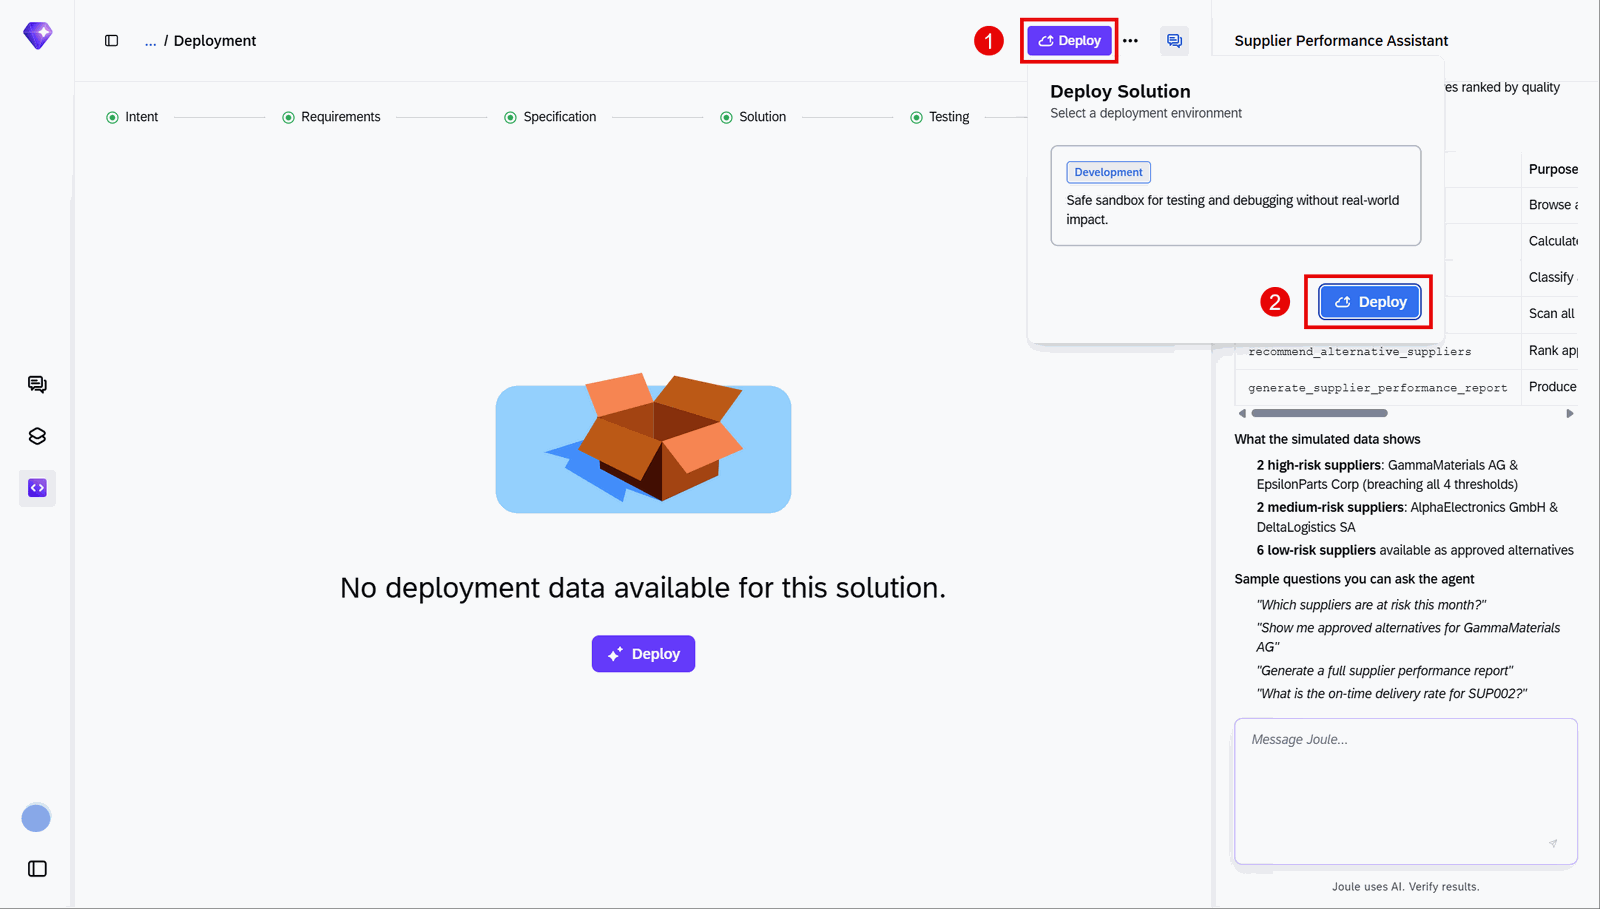 ... / Deployment
1
Deploy
Supplier Performance Assistant
Intent
Requirements
Specification
Solution
Testing
Deploy Solution
Select a deployment environment
Development
Safe sandbox for testing and debugging without real-world
impact.
2
Deploy
No deployment data available for this solution.
Deploy
es ranked by quality
Purpose
Browse
Calculate
Classify
Scan all
recommend_alternative_suppliers
Rank
generate_supplier_performance_report
Produce
What the simulated data shows
2 high-risk suppliers: GammaMaterials AG &
EpsilonParts Corp (breaching all 4 thresholds)
2 medium-risk suppliers: AlphaElectronics GmbH &
DeltaLogistics SA
6 low-risk suppliers available as approved alternatives
Sample questions you can ask the agent
"Which suppliers are at risk this month?"
"Show me approved alternatives for GammaMaterials
AG"
"Generate a full supplier performance report"
"What is the on-time delivery rate for SUP002?"
Message Joule...
Joule uses AI. Verify results.